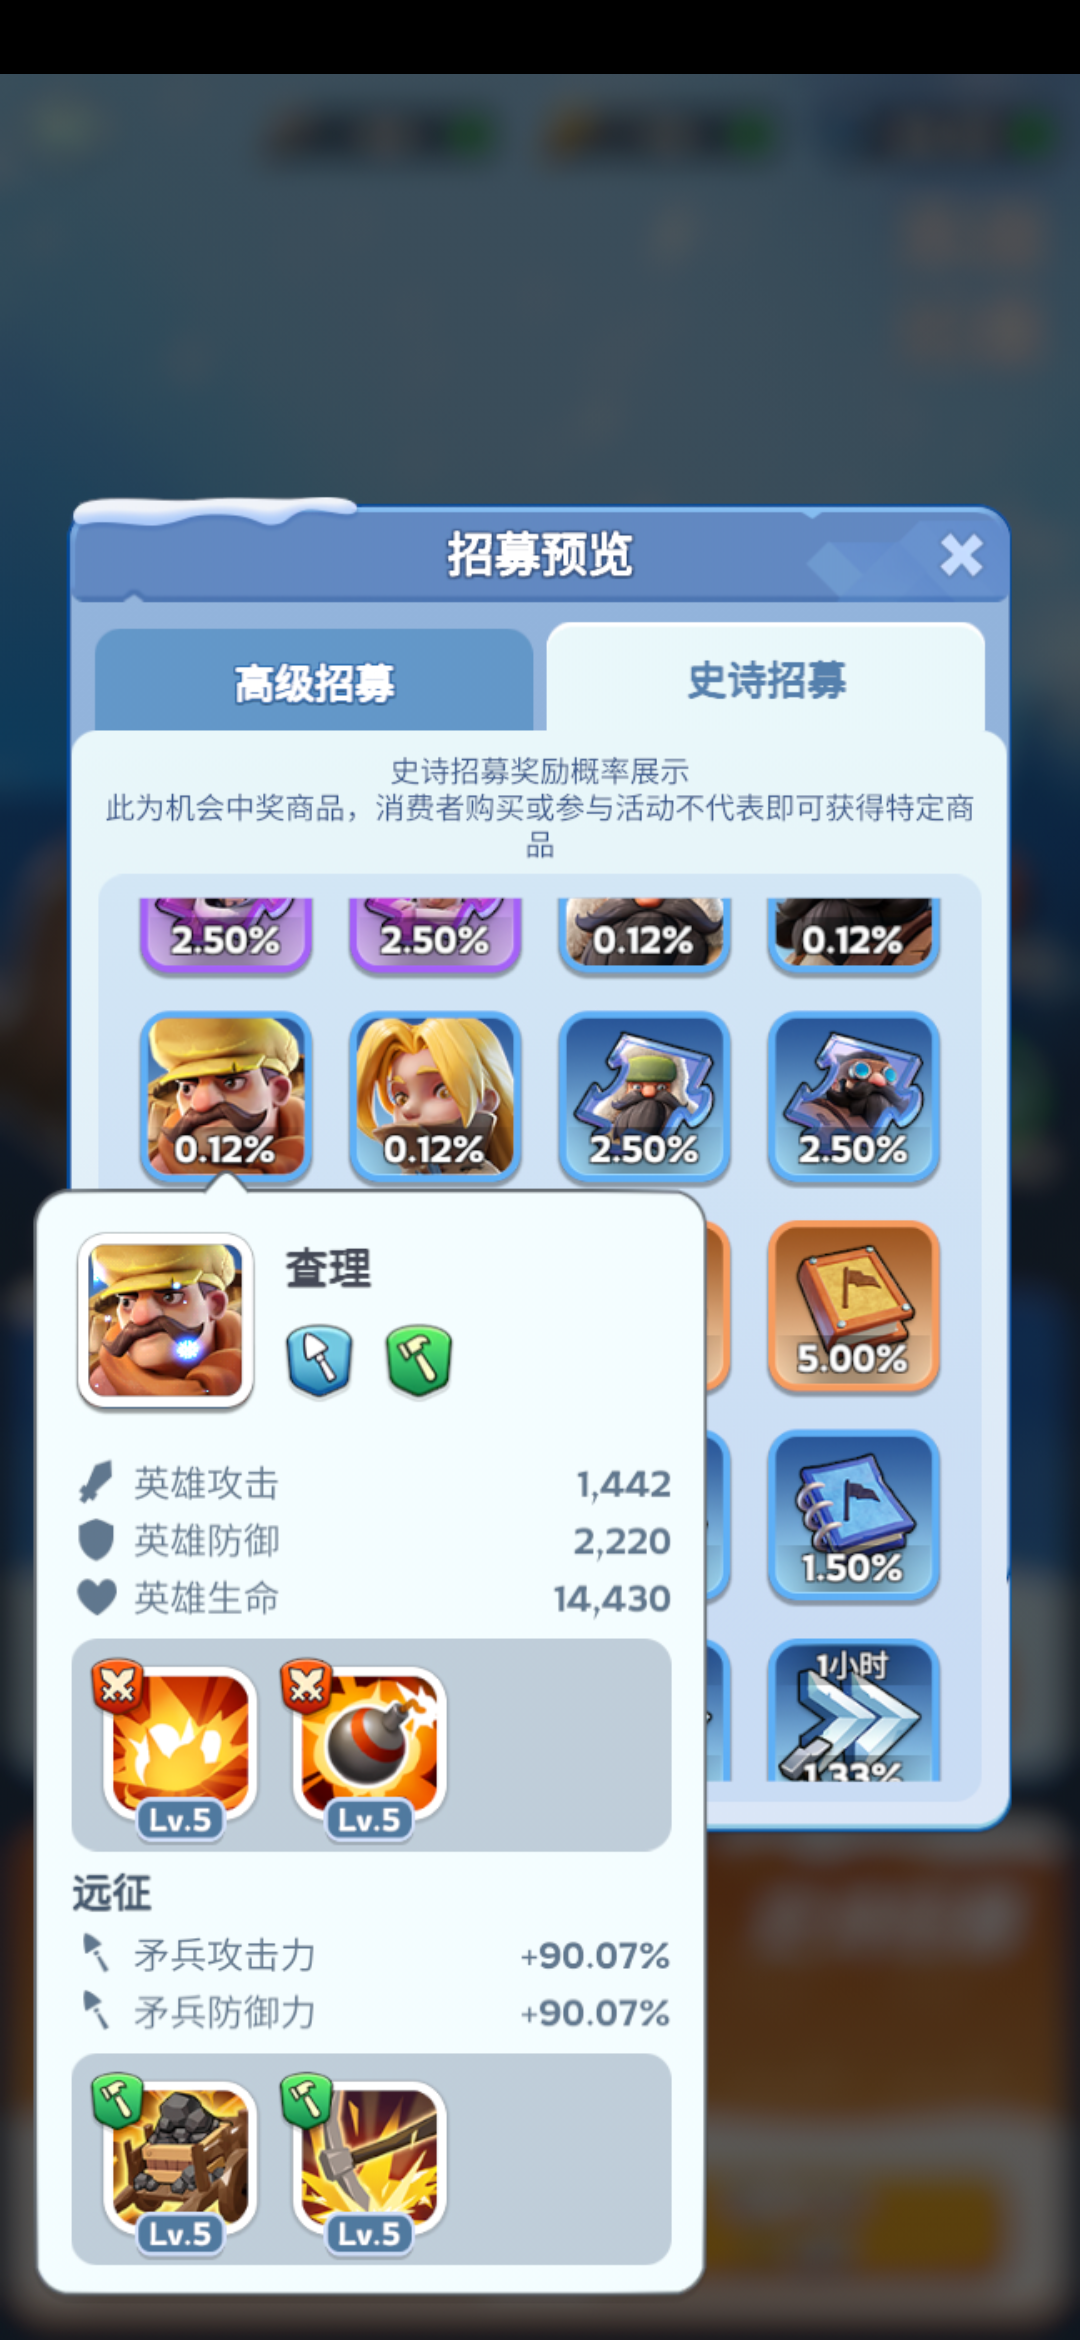 招募预览
高级招募
史诗招募
史诗招募奖励概率展示
此为机会中奖商品，消费者购买或参与活动不代表即可获得特定商
品
2.50%
2.50%
0.12%
0.12%
0.12%
0.12%
2.50%
2.50%
5.00%
1.50%
1小时
1.33%
查理
英雄攻击 1,442
英雄防御 2,220
英雄生命 14,430
Lv.5
Lv.5
远征
矛兵攻击力 +90.07%
矛兵防御力 +90.07%
Lv.5
Lv.5